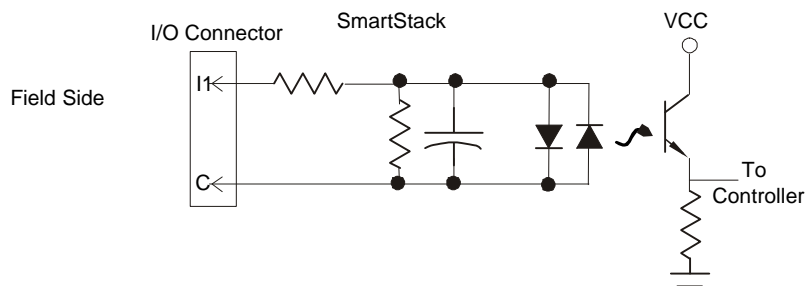 SmartStack
VCC
I/O Connector
I1
Field Side
C
To
Controller